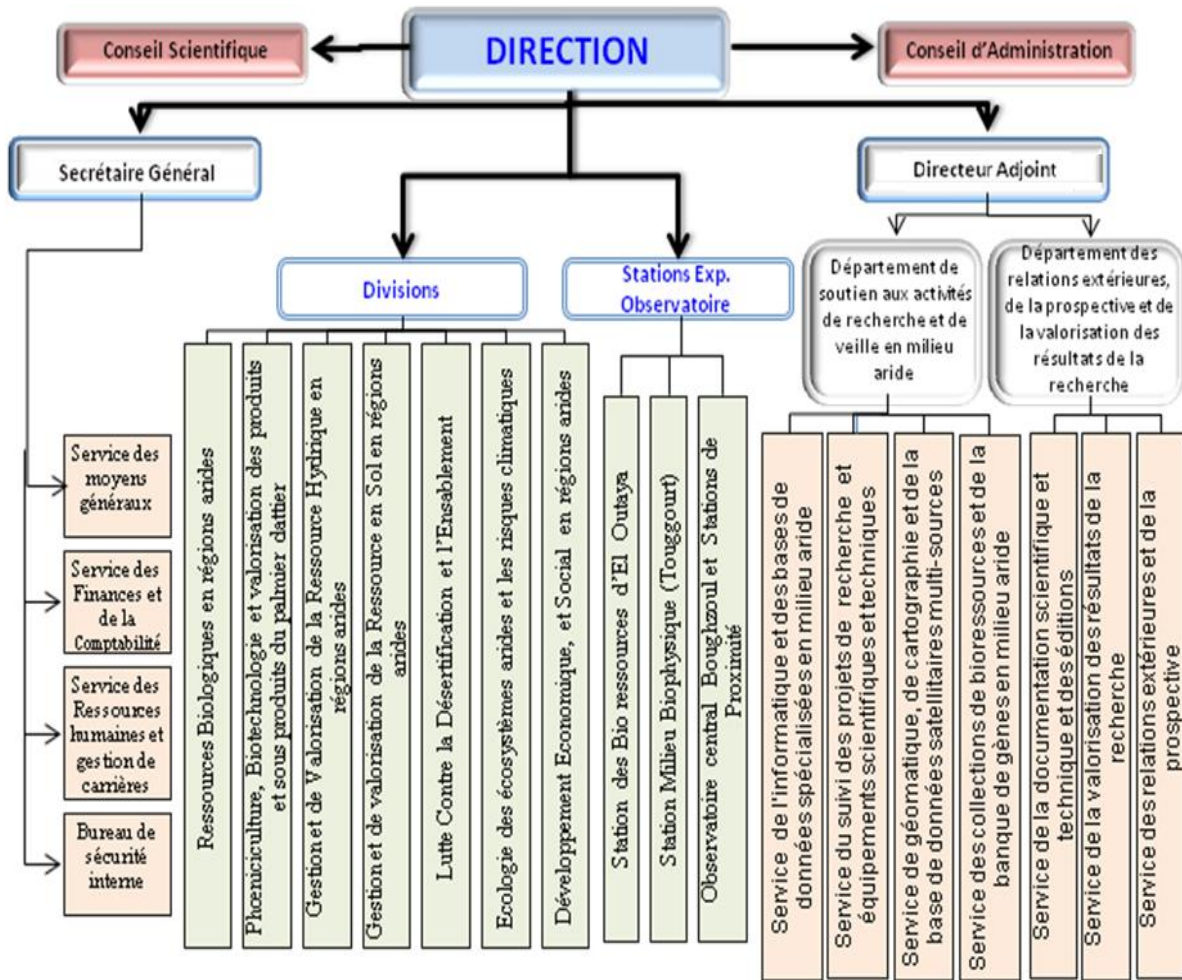 Conseil Scientifique
DIRECTION
Conseil d'Administration
Secrétaire Général
Directeur Adjoint
Divisions
Stations Exp.
Observatoire
Département de
soutien aux activités
de recherche et de
veille en milieu
aride
Département des
relations extérieures,
de la prospective et de
la valorisation des
résultats de la
recherche
Service des
moyens
généraux
Service des
Finances et
de la
Comptabilité
Service des
Ressources
humaines et
gestion de
carrières
Bureau de
sécurité
interne
Ressources Biologiques en régions arides
Phœniciculture, Biotechnologie et valorisation des produits
et sous produits du palmier dattier
Gestion et de Valorisation de la Ressource Hydrique en
régions arides
Gestion et de valorisation de la Ressource en Sol en régions
arides
Lutte Contre la Désertification et l'Ensablement
Ecologie des écosystèmes arides et les risques climatiques
Développement Economique, et Social en régions arides
Station des Bio ressources d'El Outaya
Station Milieu Biophysique (Touggourt)
Observatoire central Boughzoul et Stations de
Proximité
Service de l'informatique et des bases de
données spécialisées en milieu aride
Service du suivi des projets de recherche et
équipements scientifiques et techniques
Service de géomatique, de cartographie et de la
base de données satellitaires multi-sources
Service des collections de bioressources et de la
banque de gènes en milieu aride
Service de la documentation scientifique et
technique et des éditions
Service de la valorisation des résultats de la
recherche
Service des relations extérieures et de la
prospective